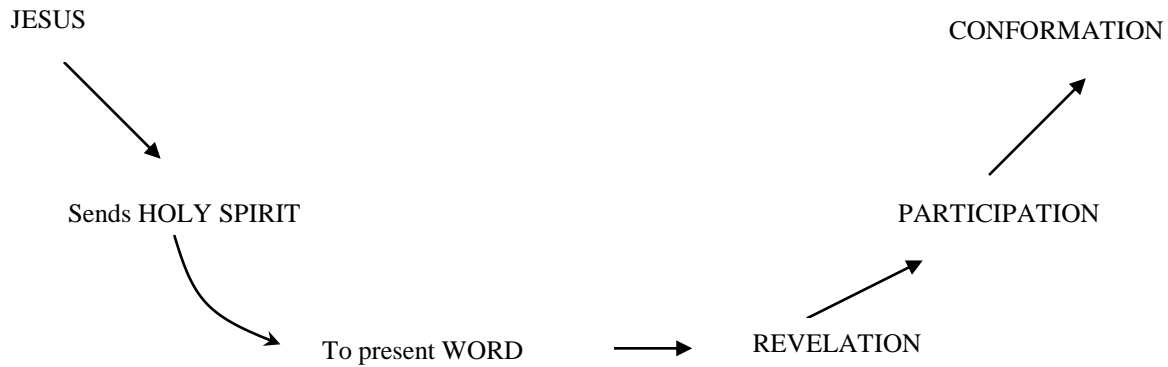 JESUS
CONFORMATION
Sends HOLY SPIRIT
PARTICIPATION
To present WORD
REVELATION